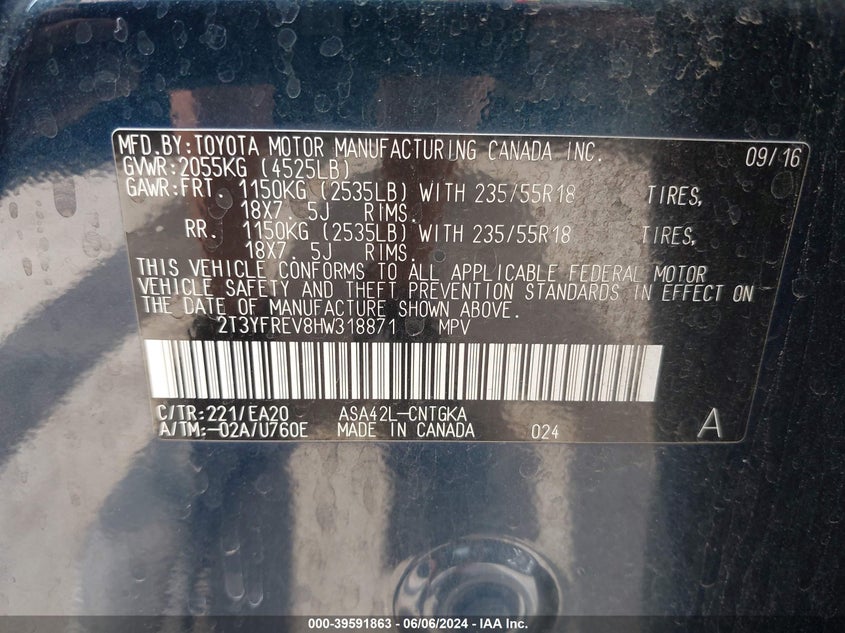 MFD.BY:TOYOTA MOTOR MANUFACTURING CANADA INC. 09/16
GVWR:2055KG (4525LB)
GAWR:FRT. 1150KG (2535LB) WITH 235/55R18 TIRES,
18X7.5J RIMS.
RR. 1150KG (2535LB) WITH 235/55R18 TIRES,
18X7.5J RIMS.
THIS VEHICLE CONFORMS TO ALL APPLICABLE FEDERAL MOTOR
VEHICLE SAFETY AND THEFT PREVENTION STANDARDS IN EFFECT ON
THE DATE OF MANUFACTURE SHOWN ABOVE.
2T3YFREV8HW318871 MPV
C/TR:221/EA20 ASA42L-CNTGKA
A/TM:-02A/U760E MADE IN CANADA 024 A
000-39591863 - 06/06/2024 - IAA Inc.